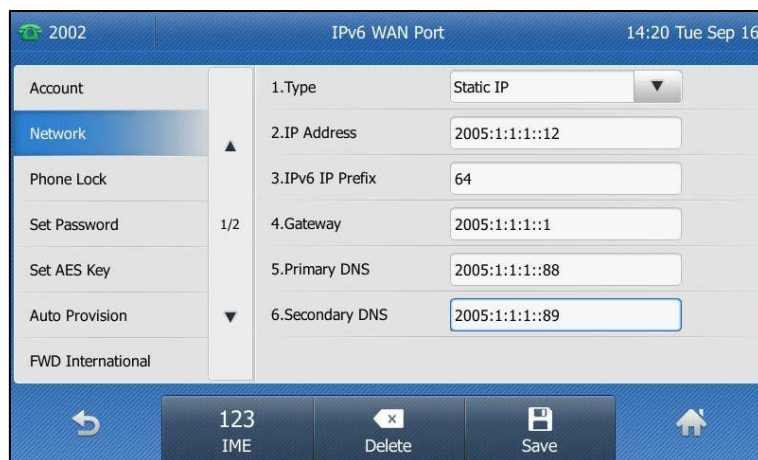 2002 IPv6 WAN Port 14:20 Tue Sep 16
Account
Network
Phone Lock
Set Password
Set AES Key
Auto Provision
FWD International
1/2
1.Type Static IP
2.IP Address 2005:1:1:1::12
3.IPv6 IP Prefix 64
4.Gateway 2005:1:1:1::1
5.Primary DNS 2005:1:1:1::88
6.Secondary DNS 2005:1:1:1::89
123
IME Delete Save